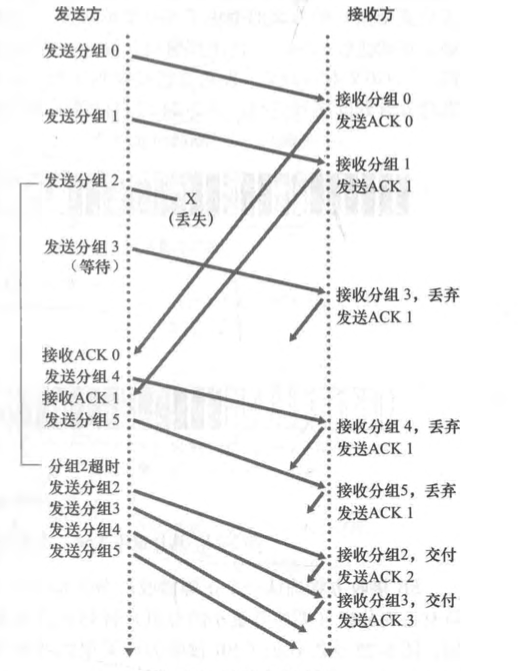 发送方
接收方
发送分组 0
接收分组 0
发送ACK 0
发送分组 1
接收分组 1
发送ACK 1
发送分组 2
X
(丢失)
发送分组 3
(等待)
接收分组 3，丢弃
发送ACK 1
接收ACK 0
发送分组 4
接收ACK 1
发送分组 5
接收分组 4，丢弃
发送ACK 1
分组2超时
发送分组2
发送分组3
发送分组4
发送分组5
接收分组5，丢弃
发送ACK 1
接收分组2，交付
发送ACK 2
接收分组3，交付
发送ACK 3